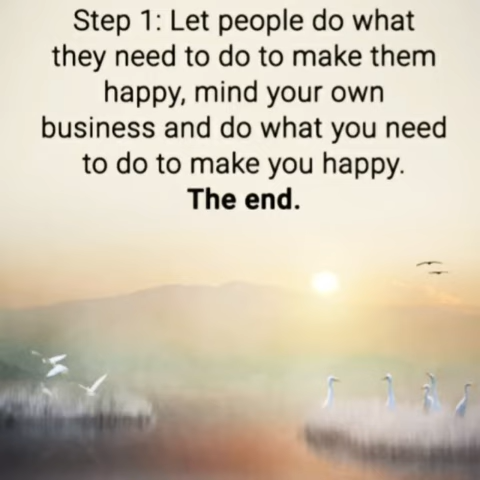 Step 1: Let people do what
they need to do to make them
happy, mind your own
business and do what you need
to do to make you happy.
The end.